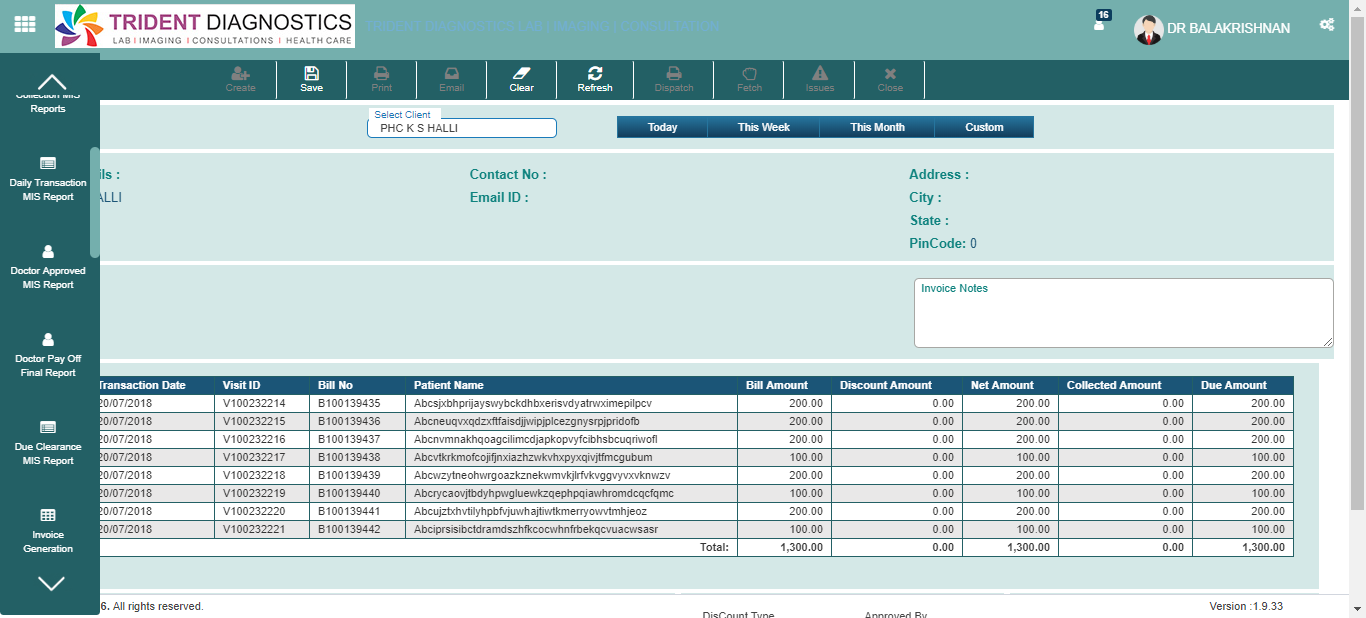 TRIDENT DIAGNOSTICS
LAB I IMAGING I CONSULTATIONS I HEALTH CARE
16
DR BALAKRISHNAN
Create
Save
Print
Email
Clear
Refresh
Dispatch
Fetch
Issues
Close
Collection MIS
Reports
Daily Transaction
MIS Report
Doctor Approved
MIS Report
Doctor Pay Off
Final Report
Due Clearance
MIS Report
Invoice
Generation
Select Client
PHC K S HALLI
Today This Week This Month Custom
ils : Contact No : Address :
ALLI Email ID : City :
State :
PinCode: 0
Invoice Notes
Transaction Date Visit ID Bill No Patient Name Bill Amount Discount Amount Net Amount Collected Amount Due Amount
20/07/2018 V100232214 B100139435 Abcsjxbhprijayswybckdhbxerisvdyatrwximepilpcv 200.00 0.00 200.00 0.00 200.00
20/07/2018 V100232215 B100139436 Abcneuqvxqdzxftfaisdjjwipjplcezgnysrpjpridofb 200.00 0.00 200.00 0.00 200.00
20/07/2018 V100232216 B100139437 Abcnvmnakhqoagcilimcdjapkopvyfcibhsbcuqriwofl 200.00 0.00 200.00 0.00 200.00
20/07/2018 V100232217 B100139438 Abcvtkrkmofcojifjnxiazhzwkvhxpyxqivjtfmcgubum 100.00 0.00 100.00 0.00 100.00
20/07/2018 V100232218 B100139439 Abcwzytneohwrgoazkznekwmvkjlrfvkvggvyvxvknwzv 200.00 0.00 200.00 0.00 200.00
20/07/2018 V100232219 B100139440 Abcrycaovjtbdyhpwgluewkzqephpqiawhromdcqcfqmc 100.00 0.00 100.00 0.00 100.00
20/07/2018 V100232220 B100139441 Abcujztxhvtilyhpbfvjuwhajtiwtkmerryowvtmhjeoz 200.00 0.00 200.00 0.00 200.00
20/07/2018 V100232221 B100139442 Abciprsisibctdramdszhfkcocwhnfrbekqcvuacwsasr 100.00 0.00 100.00 0.00 100.00
Total: 1,300.00 0.00 1,300.00 0.00 1,300.00
6. All rights reserved. Version :1.9.33
DisCount Type Approved By